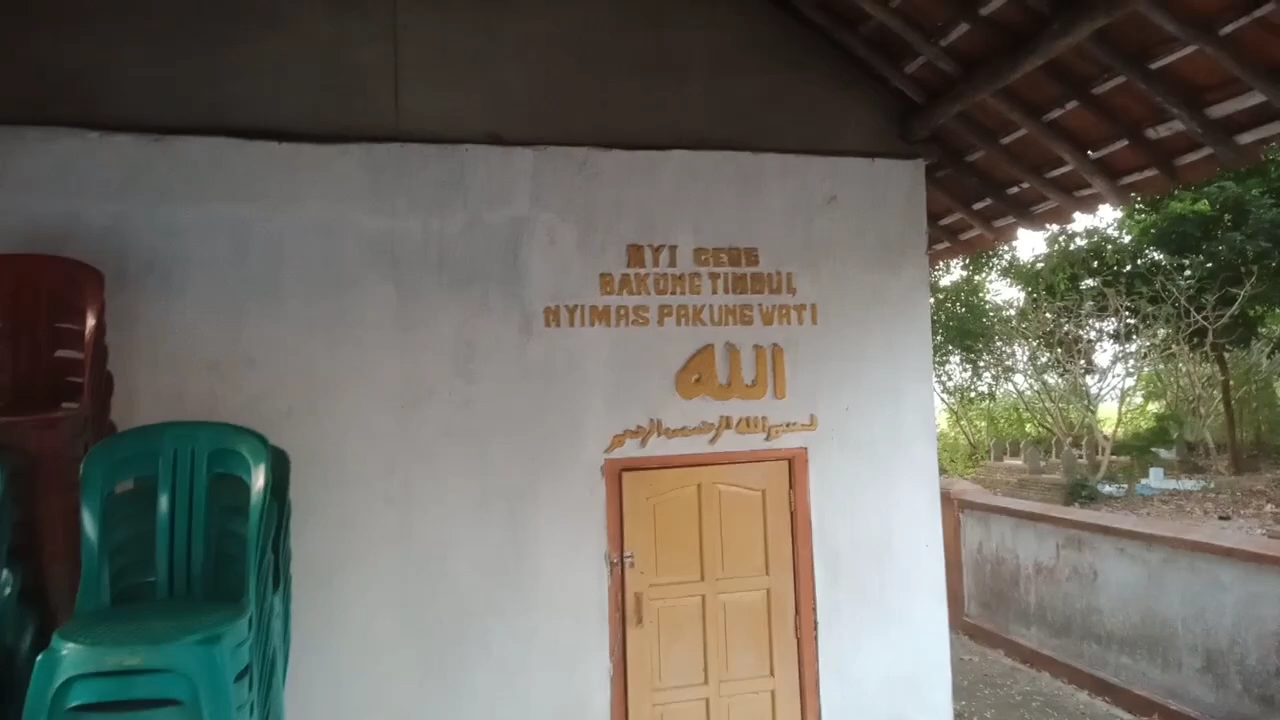 NYI GEDE
BAKUNG TIMBUL,
NYIMAS PAKUNGWATI
الله
بسم الله الرحمن الرحيم